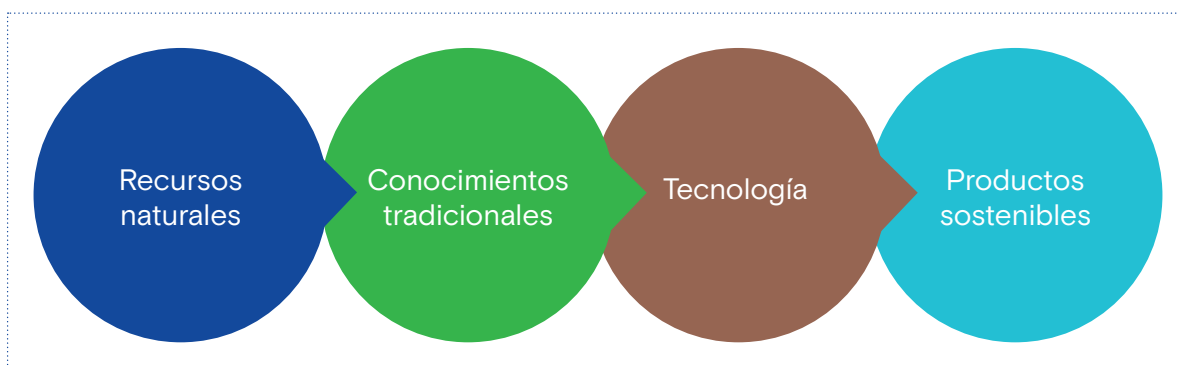 Recursos
naturales
Conocimientos
tradicionales
Tecnología
Productos
sostenibles